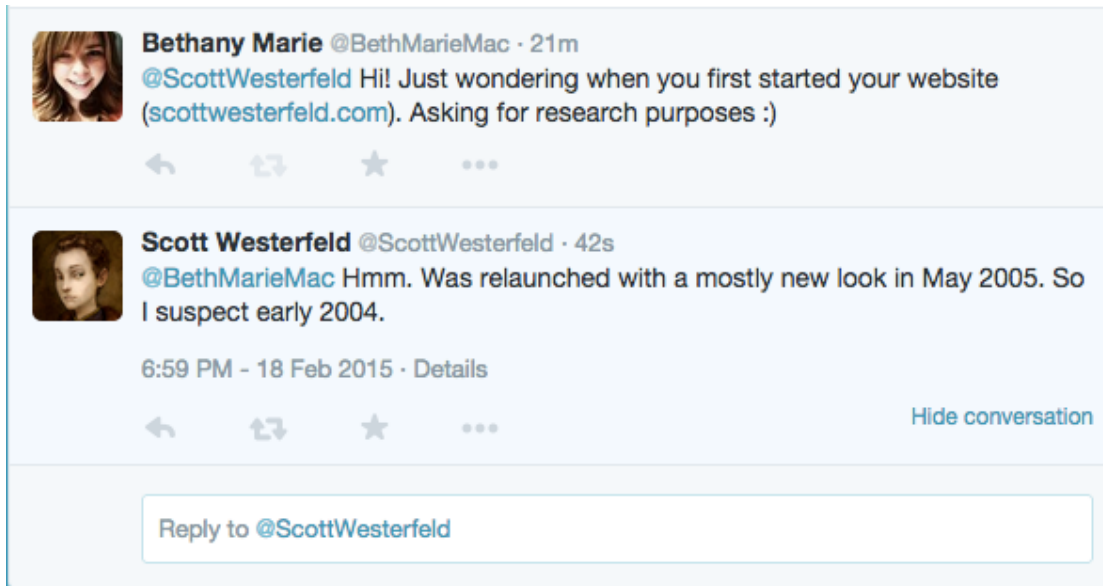 Bethany Marie @BethMarieMac · 21m
@ScottWesterfeld Hi! Just wondering when you first started your website
(scottwesterfeld.com). Asking for research purposes :)
Scott Westerfeld @ScottWesterfeld · 42s
@BethMarieMac Hmm. Was relaunched with a mostly new look in May 2005. So
I suspect early 2004.
6:59 PM - 18 Feb 2015 · Details
Hide conversation
Reply to @ScottWesterfeld